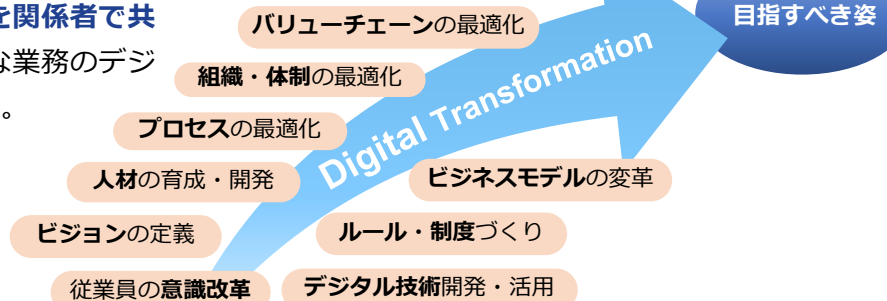 を関係者で共
な業務のデジ
。
目指すべき姿
バリューチェーンの最適化
組織・体制の最適化
プロセスの最適化
人材の育成・開発
ビジョンの定義
従業員の意識改革
Digital Transformation
ビジネスモデルの変革
ルール・制度づくり
デジタル技術開発・活用